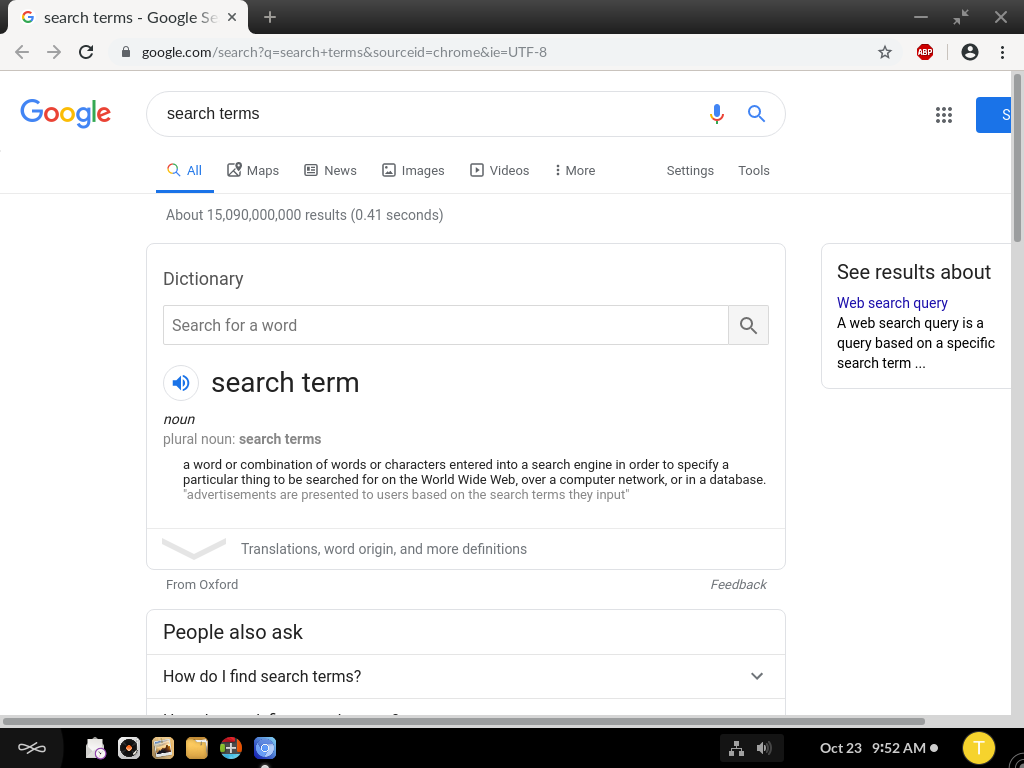 search terms - Google Se
google.com/search?q=search+terms&sourceid=chrome&ie=UTF-8
ABP
Google
search terms
S
All Maps News Images Videos More Settings Tools
About 15,090,000,000 results (0.41 seconds)
Dictionary
Search for a word
search term
noun
plural noun: search terms
a word or combination of words or characters entered into a search engine in order to specify a
particular thing to be searched for on the World Wide Web, over a computer network, or in a database.
"advertisements are presented to users based on the search terms they input"
Translations, word origin, and more definitions
From Oxford Feedback
See results about
Web search query
A web search query is a
query based on a specific
search term ...
People also ask
How do I find search terms?
Oct 23 9:52 AM
T